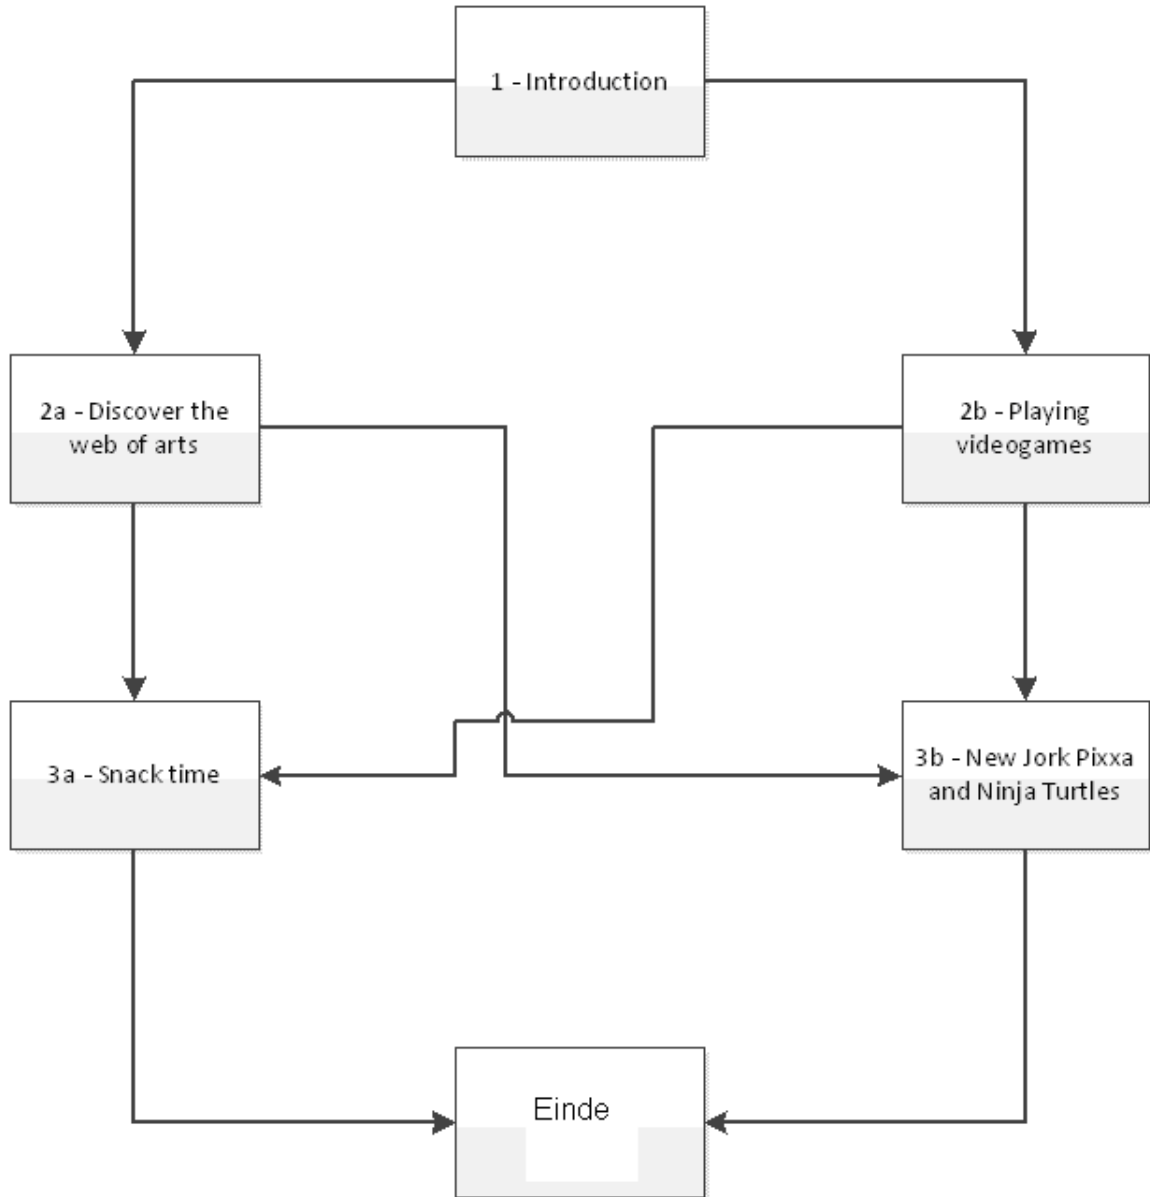 1 - Introduction
2a - Discover the
web of arts
2b - Playing
videogames
3a - Snack time
3b - New Jork Pixxa
and Ninja Turtles
Einde